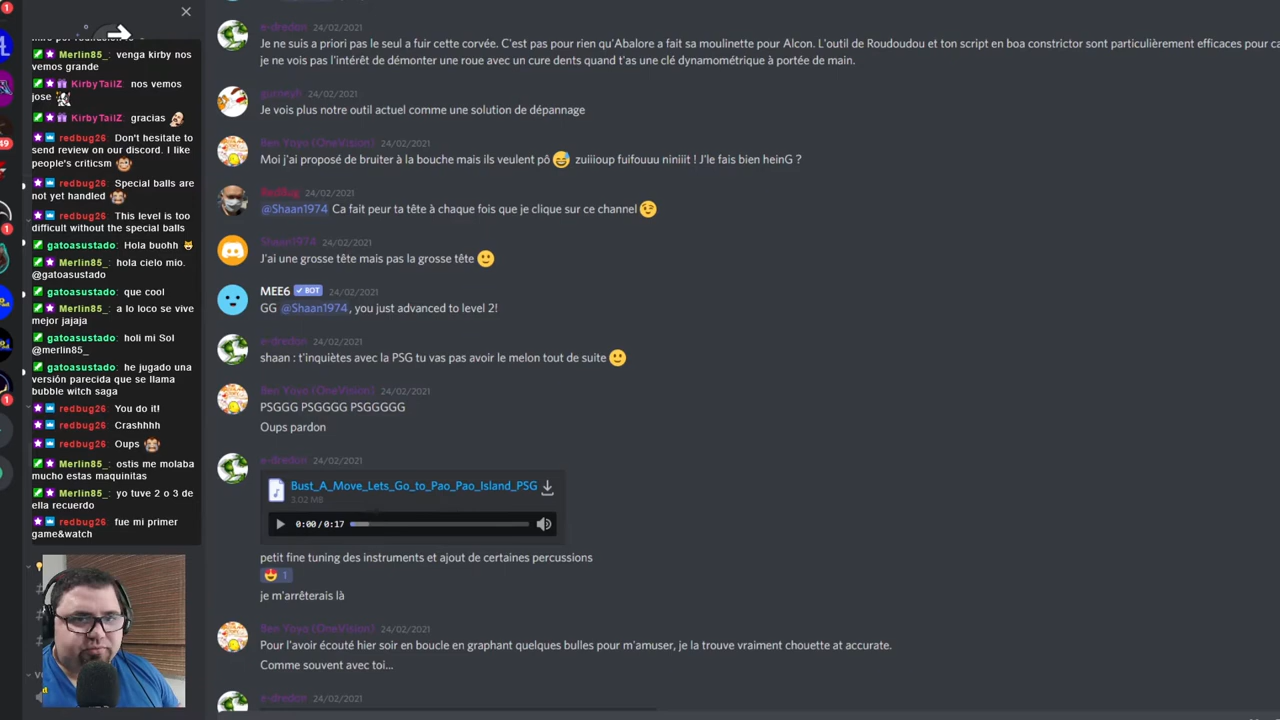 Merlin85_: venga kirby nos
vemos grande
KirbyTailZ nos vemos
jose
KirbyTailZ: gracias
redbug26: Don't hesitate to
send review on our discord. I like
people's criticsm
redbug26: Special balls are
not yet handled
redbug26: This level is too
difficult without the special balls
gatoasustado: Hola buohh
Merlin85_: hola cielo mio.
@gatoasustado
gatoasustado: que cool
Merlin85_: a lo loco se vive
mejor jajaja
gatoasustado: holi mi Sol
@merlin85_
gatoasustado: he jugado una
versión parecida que se llama
bubble witch saga
redbug26: You do it!
redbug26: Crashhhh
redbug26: Oups
Merlin85_: ostis me molaba
mucho estas maquinitas
Merlin85_: yo tuve 2 o 3 de
ella recuerdo
redbug26: fue mi primer
game&watch
49
1
1
e-dredon 24/02/2021
Je ne suis a priori pas le seul a fuir cette corvée. C'est pas pour rien qu'Abalore a fait sa moulinette pour Alcon. L'outil de Roudoudou et ton script en boa constrictor sont particulièrement efficaces pour
je ne vois pas l'intérêt de démonter une roue avec un cure dents quand t'as une clé dynamométrique à portée de main.
24/02/2021
Je vois plus notre outil actuel comme une solution de dépannage
Ben Yoyo (OneVision) 24/02/2021
Moi j'ai proposé de bruiter à la bouche mais ils veulent pô 😅 zuiiioup fuifouuu niniiit ! J'le fais bien heinG ?
RedBug 24/02/2021
@Shaan1974 Ca fait peur ta tête à chaque fois que je clique sur ce channel 😉
Shaan1974 24/02/2021
J'ai une grosse tête mais pas la grosse tête 🙂
MEE6 ✓ BOT 24/02/2021
GG @Shaan1974, you just advanced to level 2!
e-dredon 24/02/2021
shaan : t'inquiètes avec la PSG tu vas pas avoir le melon tout de suite 🙂
Ben Yoyo (OneVision) 24/02/2021
PSGGG PSGGGG PSGGGGG
Oups pardon
e-dredon 24/02/2021
Bust_A_Move_Lets_Go_to_Pao_Pao_Island_PSG
3.02 MB
0:00/0:17
petit fine tuning des instruments et ajout de certaines percussions
😍 1
je m'arrêterais là
Ben Yoyo (OneVision) 24/02/2021
Pour l'avoir écouté hier soir en boucle en graphant quelques bulles pour m'amuser, je la trouve vraiment chouette at accurate.
Comme souvent avec toi...
e-dredon 24/02/2021